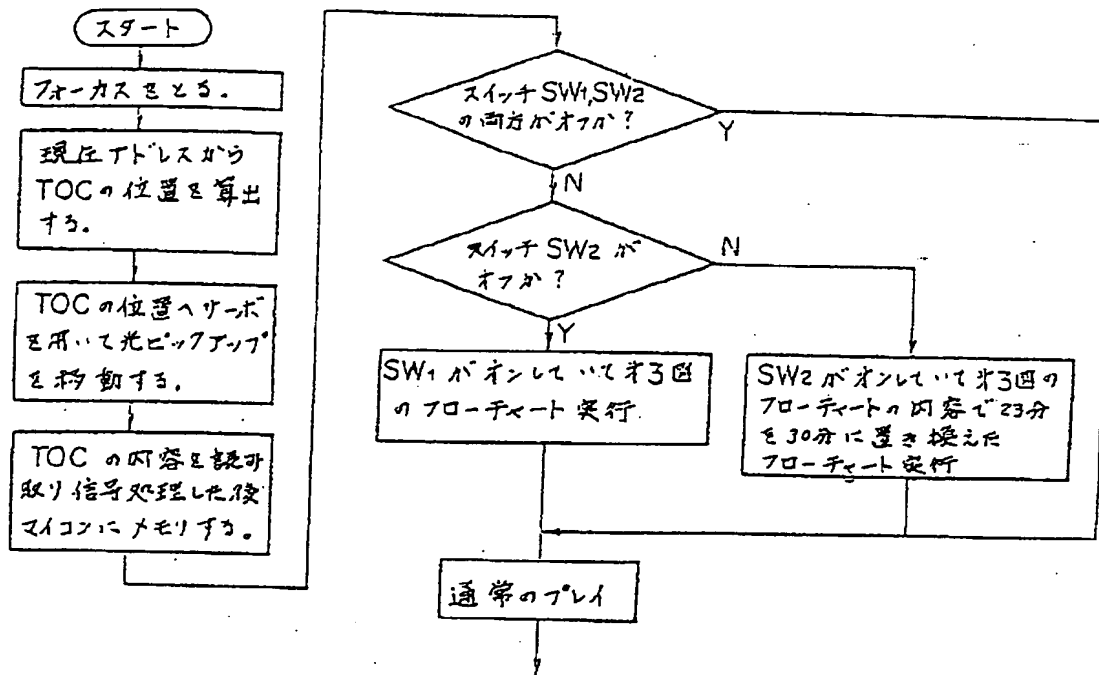 スタート
フォーカスをとる。
現在アドレスから
TOCの位置を算出
する。
TOCの位置へサーボ
を用いて光ピックアップ
を移動する。
TOCの内容を読み
取り信号処理した後
マイコンにメモリする。
スイッチSW1,SW2
の両方がオフか?
Y
N
スイッチSW2が
オフか?
N
Y
SW1がオンしていて第3図
のフローチャート実行
SW2がオンしていて第3図の
フローチャートの内容で23分
を30分に置き換えた
フローチャート実行
通常のプレイ